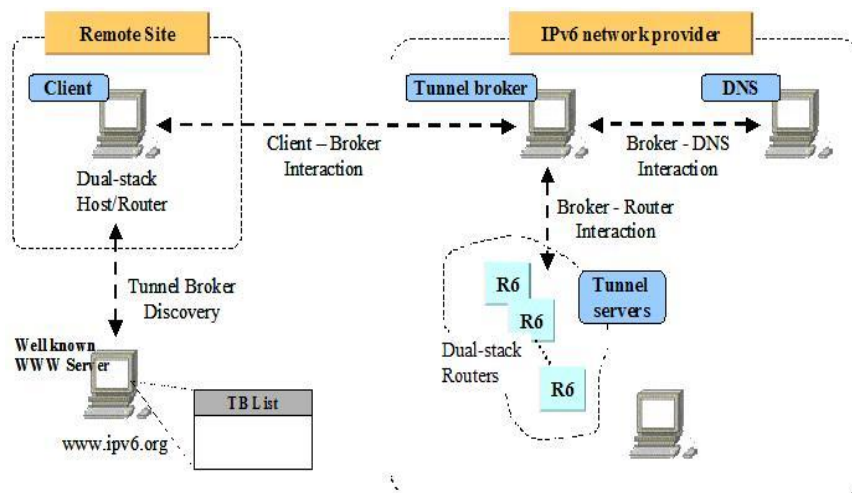 Remote Site
IPv6 network provider
Client
Tunnel broker
DNS
Client – Broker
Interaction
Broker - DNS
Interaction
Dual-stack
Host/Router
Broker - Router
Interaction
Tunnel Broker
Discovery
R6
R6
R6
Tunnel
servers
Dual-stack
Routers
Well known
WWW Server
TB List
www.ipv6.org